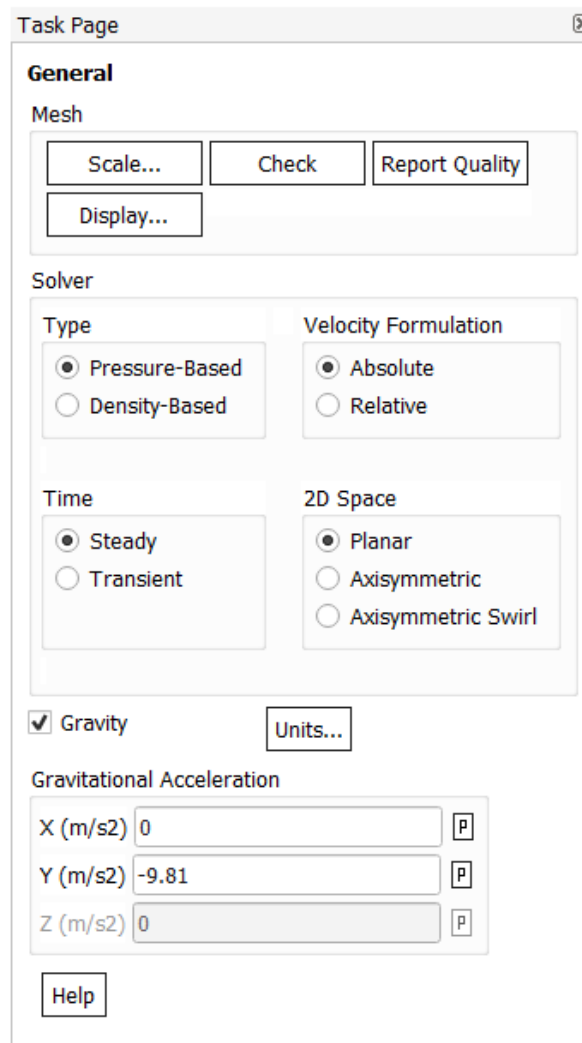 Task Page
General
Mesh
Scale... Check Report Quality
Display...
Solver
Type Velocity Formulation
Pressure-Based Absolute
Density-Based Relative
Time 2D Space
Steady Planar
Transient Axisymmetric
Axisymmetric Swirl
Gravity Units...
Gravitational Acceleration
X (m/s2) 0 P
Y (m/s2) -9.81 P
Z (m/s2) 0 P
Help